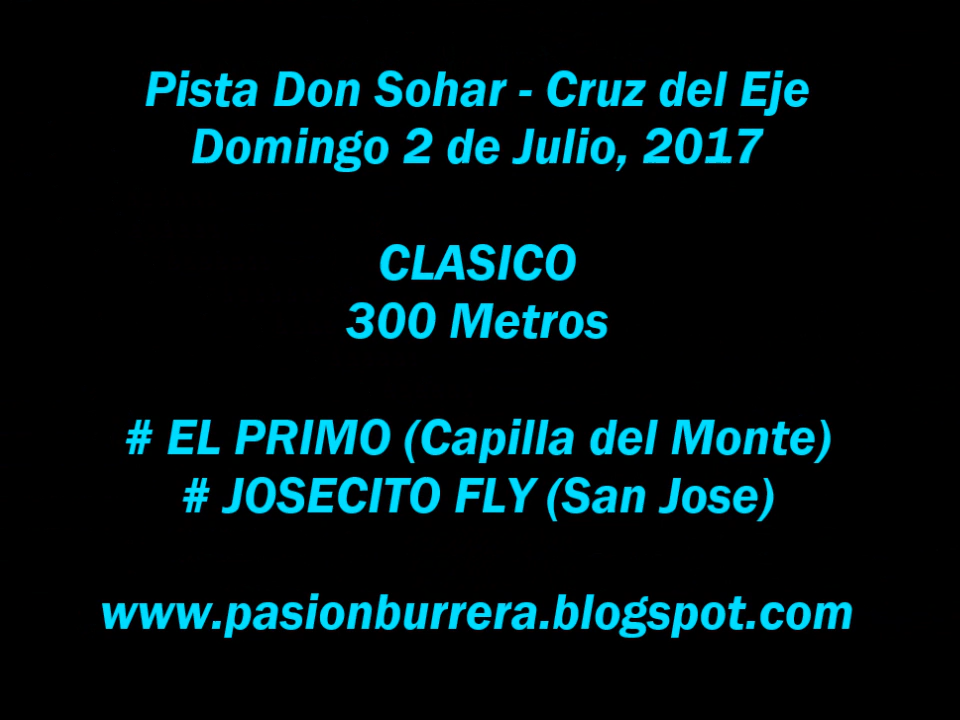 Pista Don Sohar - Cruz del Eje
Domingo 2 de Julio, 2017
CLASICO
300 Metros
# EL PRIMO (Capilla del Monte)
# JOSECITO FLY (San Jose)
www.pasionburrera.blogspot.com